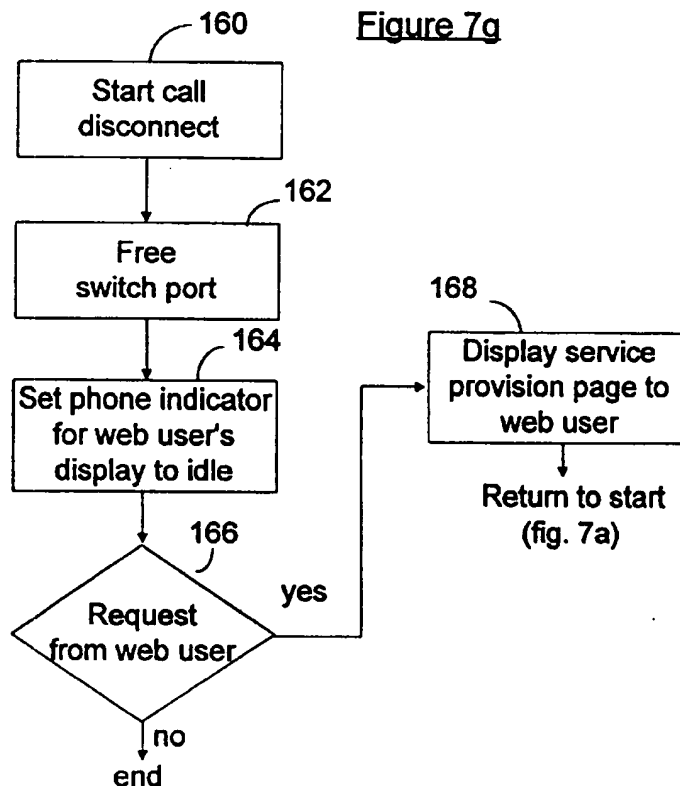 Figure 7g
160
Start call
disconnect
162
Free
switch port
164
Set phone indicator
for web user's
display to idle
166
Request
from web user
yes
no
end
168
Display service
provision page to
web user
Return to start
(fig. 7a)